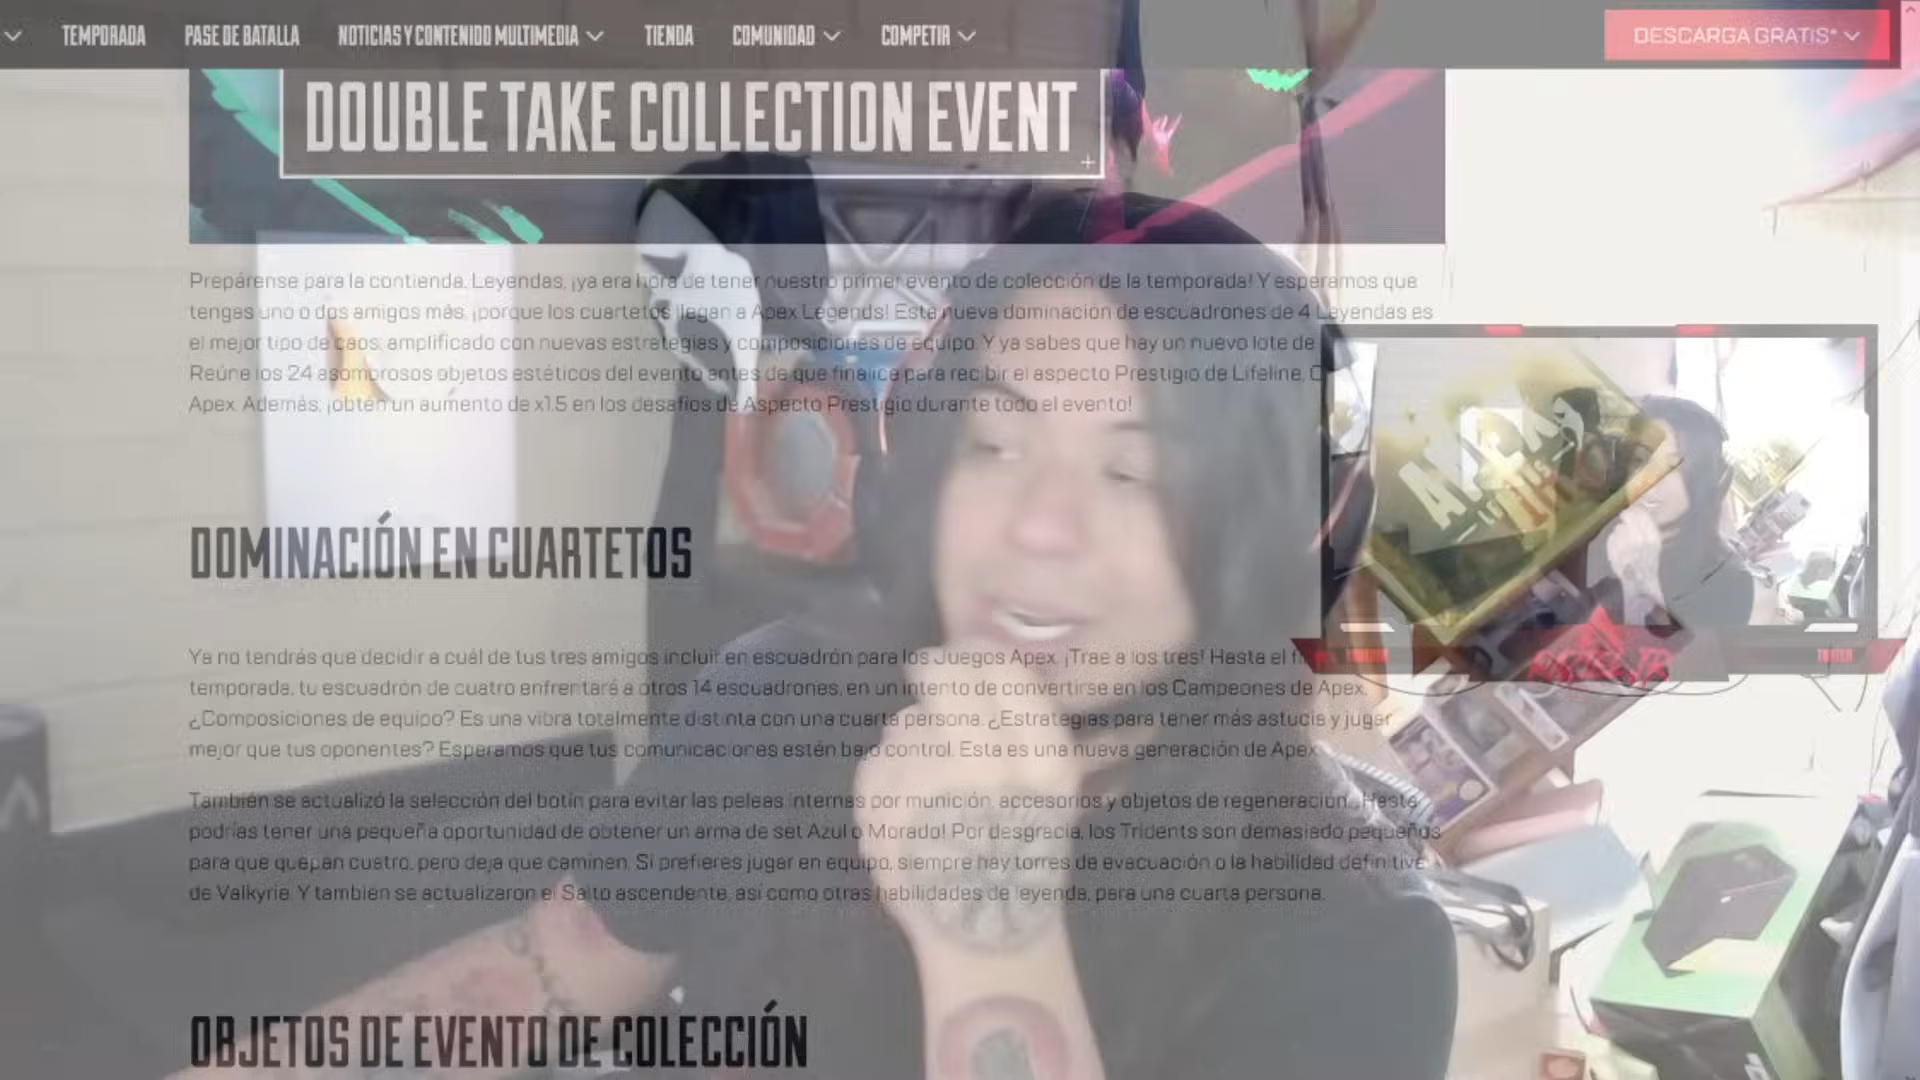 TEMPORADA PASE DE BATALLA NOTICIAS Y CONTENIDO MULTIMEDIA TIENDA COMUNIDAD COMPETIR DESCARGA GRATIS*
DOUBLE TAKE COLLECTION EVENT
Prepárense para la contienda, Leyendas, ¡ya era hora de tener nuestro primer evento de colección de la temporada! Y esperamos que
tengas uno o dos amigos más, ¡porque los cuartetos llegan a Apex Legends! Esta nueva dominación de escuadrones de 4 Leyendas es
el mejor tipo de caos: amplificado con nuevas estrategias y composiciones de equipo. Y ya sabes que hay un nuevo lote de
Reúne los 24 asombrosos objetos estéticos del evento antes de que finalice para recibir el aspecto Prestigio de Lifeline,
Apex. Además, ¡obtén un aumento de x1.5 en los desafíos de Aspecto Prestigio durante todo el evento!
DOMINACIÓN EN CUARTETOS
Ya no tendrás que decidir a cuál de tus tres amigos incluir en escuadrón para los Juegos Apex. ¡Trae a los tres! Hasta el
temporada, tu escuadrón de cuatro enfrentará a otros 14 escuadrones, en un intento de convertirse en los Campeones de Apex.
¿Composiciones de equipo? Es una vibra totalmente distinta con una cuarta persona. ¿Estrategias para tener más astucia y jugar
mejor que tus oponentes? Esperamos que tus comunicaciones estén bajo control. Esta es una nueva generación de Apex
También se actualizó la selección del botín para evitar las peleas internas por munición, accesorios y objetos de regeneración. ¡Hasta
podrías tener una pequeña oportunidad de obtener un arma de set Azul o Morado! Por desgracia, los Tridents son demasiado pequeños
para que quepan cuatro, pero deja que caminen. Si prefieres jugar en equipo, siempre hay torres de evacuación o la habilidad definitiva
de Valkyrie. Y también se actualizaron el Salto ascendente, así como otras habilidades de leyenda, para una cuarta persona.
OBJETOS DE EVENTO DE COLECCIÓN